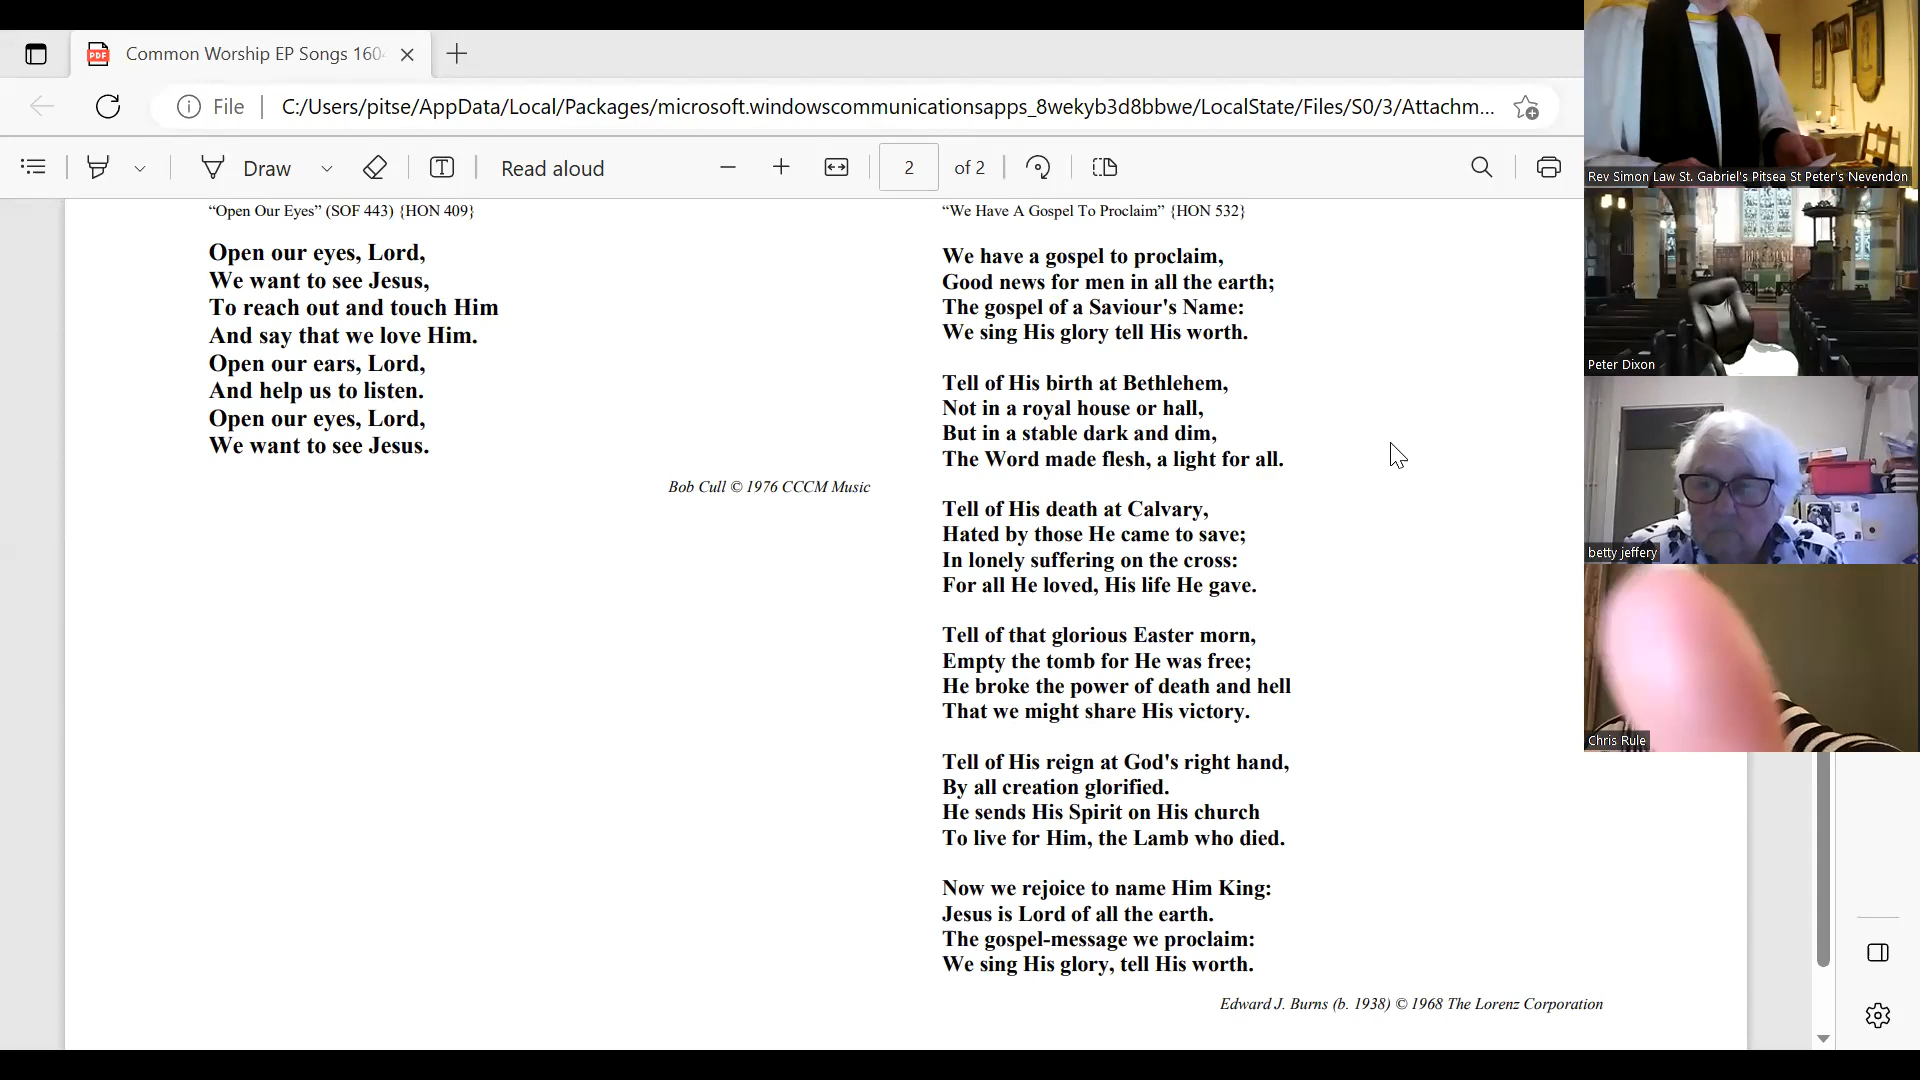 Common Worship EP Songs 160
File
C:/Users/pitse/AppData/Local/Packages/microsoft.windowscommunicationsapps_8wekyb3d8bbwe/LocalState/Files/S0/3/Attachm...
Draw
Read aloud
2
of 2
“Open Our Eyes” (SOF 443) {HON 409}
Open our eyes, Lord,
We want to see Jesus,
To reach out and touch Him
And say that we love Him.
Open our ears, Lord,
And help us to listen.
Open our eyes, Lord,
We want to see Jesus.
Bob Cull © 1976 CCCM Music
“We Have A Gospel To Proclaim” {HON 532}
We have a gospel to proclaim,
Good news for men in all the earth;
The gospel of a Saviour's Name:
We sing His glory tell His worth.
Tell of His birth at Bethlehem,
Not in a royal house or hall,
But in a stable dark and dim,
The Word made flesh, a light for all.
Tell of His death at Calvary,
Hated by those He came to save;
In lonely suffering on the cross:
For all He loved, His life He gave.
Tell of that glorious Easter morn,
Empty the tomb for He was free;
He broke the power of death and hell
That we might share His victory.
Tell of His reign at God's right hand,
By all creation glorified.
He sends His Spirit on His church
To live for Him, the Lamb who died.
Now we rejoice to name Him King:
Jesus is Lord of all the earth.
The gospel-message we proclaim:
We sing His glory, tell His worth.
Edward J. Burns (b. 1938) © 1968 The Lorenz Corporation
Rev Simon Law St. Gabriel's Pitsea St Peter's Nevendon
Peter Dixon
betty jeffery
Chris Rule